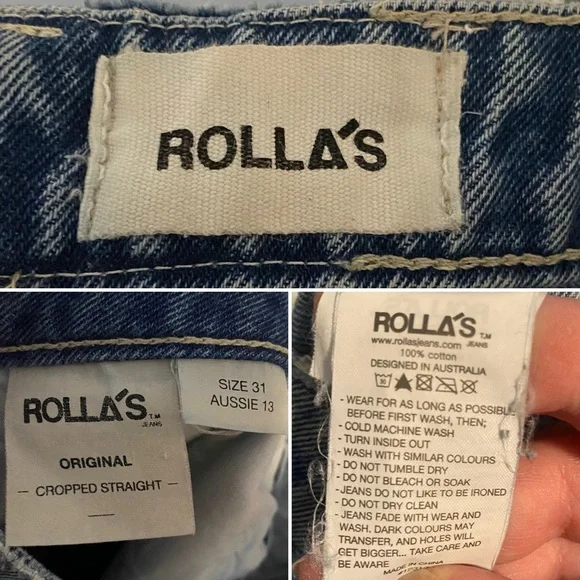 ROLLA'S
ROLLA'S T.M.
JEANS
ORIGINAL
— CROPPED STRAIGHT —
SIZE 31
AUSSIE 13
ROLLA'S T.M.
JEANS
www.rollasjeans.com
100% cotton
DESIGNED IN AUSTRALIA
30
- WEAR FOR AS LONG AS POSSIBLE
BEFORE FIRST WASH, THEN;
- COLD MACHINE WASH
- TURN INSIDE OUT
- WASH WITH SIMILAR COLOURS
- DO NOT TUMBLE DRY
- DO NOT BLEACH OR SOAK
- JEANS DO NOT LIKE TO BE IRONED
- DO NOT DRY CLEAN
- JEANS FADE WITH WEAR AND
WASH. DARK COLOURS MAY
TRANSFER, AND HOLES WILL
GET BIGGER... TAKE CARE AND
BE AWARE
MADE IN CHINA